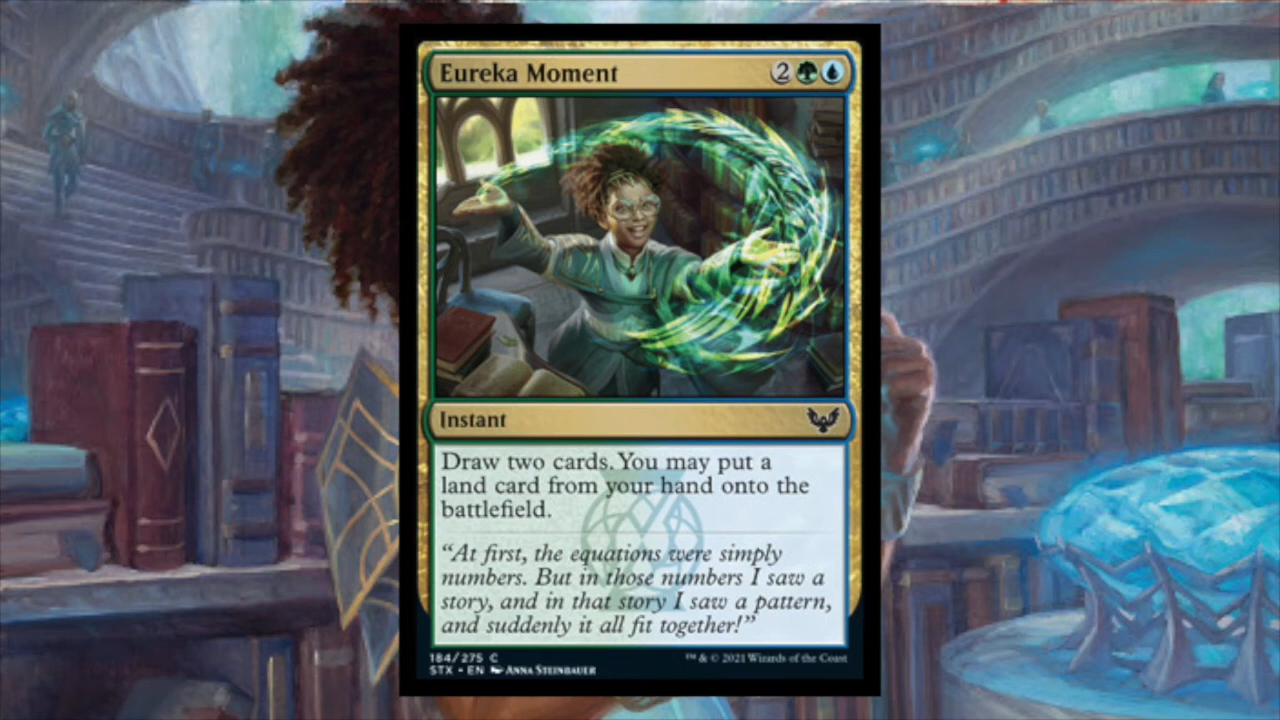 Eureka Moment 2
Instant
Draw two cards. You may put a
land card from your hand onto the
battlefield.
“At first, the equations were simply
numbers. But in those numbers I saw a
story, and in that story I saw a pattern,
and suddenly it all fit together!”
184/275 C
STX • EN Anna Steinbauer
™ & © 2021 Wizards of the Coast